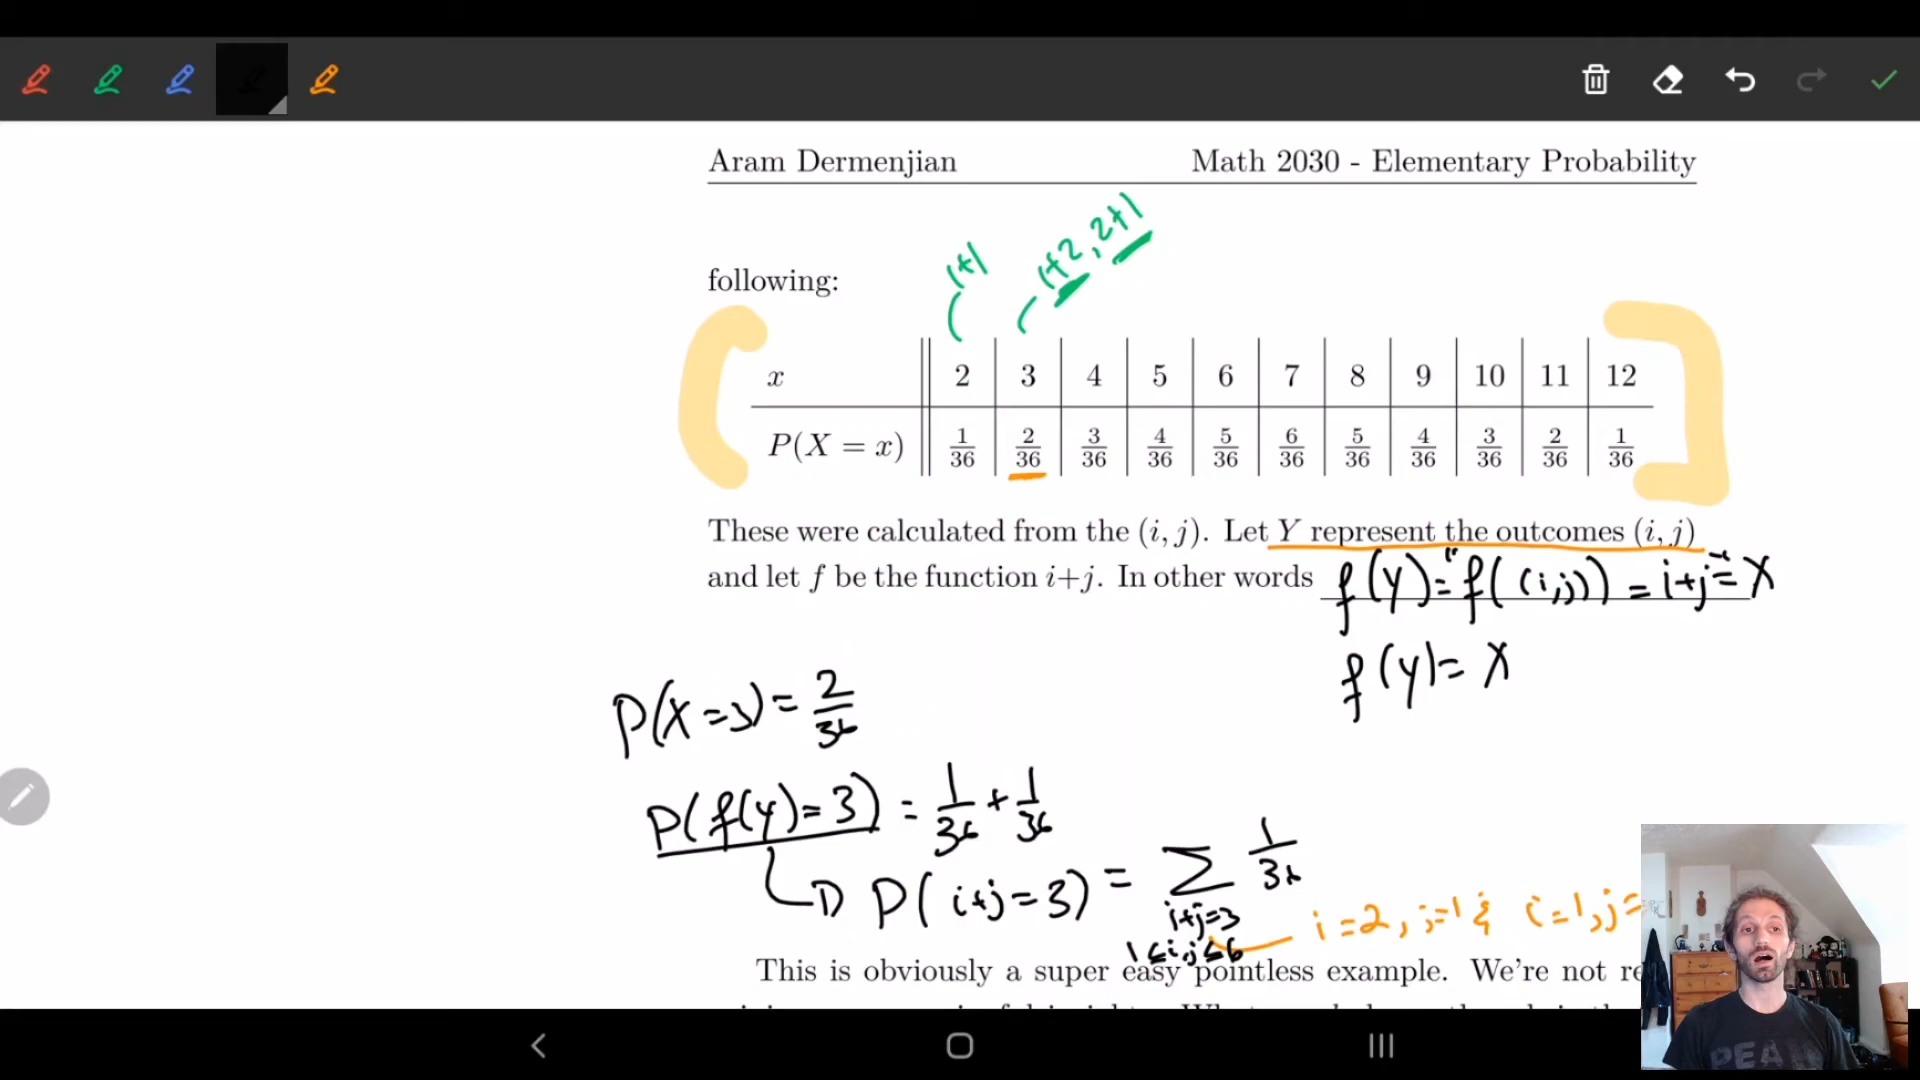 Aram Dermenjian Math 2030 - Elementary Probability
1+1 1+2, 2+1
following:
x 2 3 4 5 6 7 8 9 10 11 12
P(X = x) 1/36 2/36 3/36 4/36 5/36 6/36 5/36 4/36 3/36 2/36 1/36
These were calculated from the (i, j). Let Y represent the outcomes (i, j)
and let f be the function i+j. In other words f(Y)="f((i,j))=i+j"=X
f(Y)=X
P(X=3)=2/36
P(f(Y)=3)=1/36+1/36
P(i+j=3)=∑ 1/36
i+j=3
1≤i,j≤6
i=2, j=1 & i=1, j=
This is obviously a super easy pointless example. We're not re
PEA